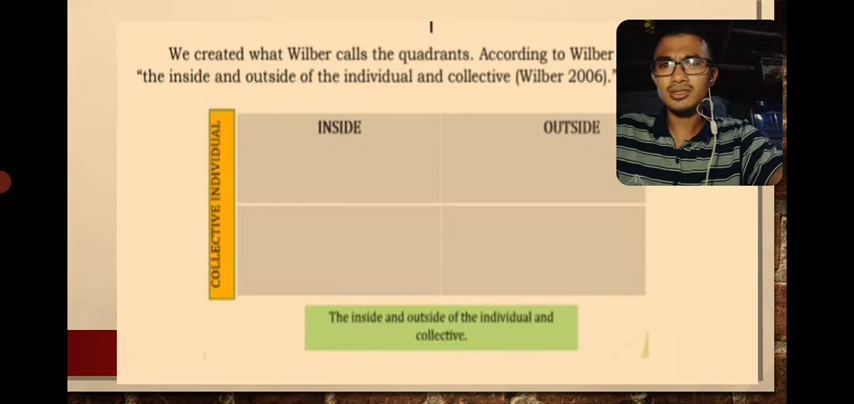 I
We created what Wilber calls the quadrants. According to Wilber
“the inside and outside of the individual and collective (Wilber 2006).”
INSIDE
OUTSIDE
COLLECTIVE INDIVIDUAL
The inside and outside of the individual and
collective.